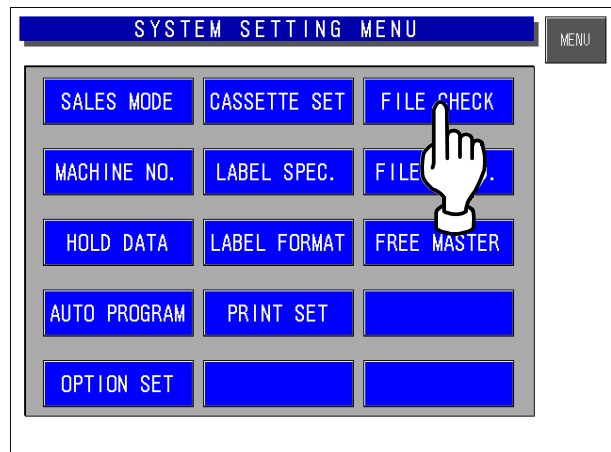 SYSTEM SETTING MENU
MENU
SALES MODE CASSETTE SET FILE CHECK
MACHINE NO. LABEL SPEC. FILE
HOLD DATA LABEL FORMAT FREE MASTER
AUTO PROGRAM PRINT SET
OPTION SET